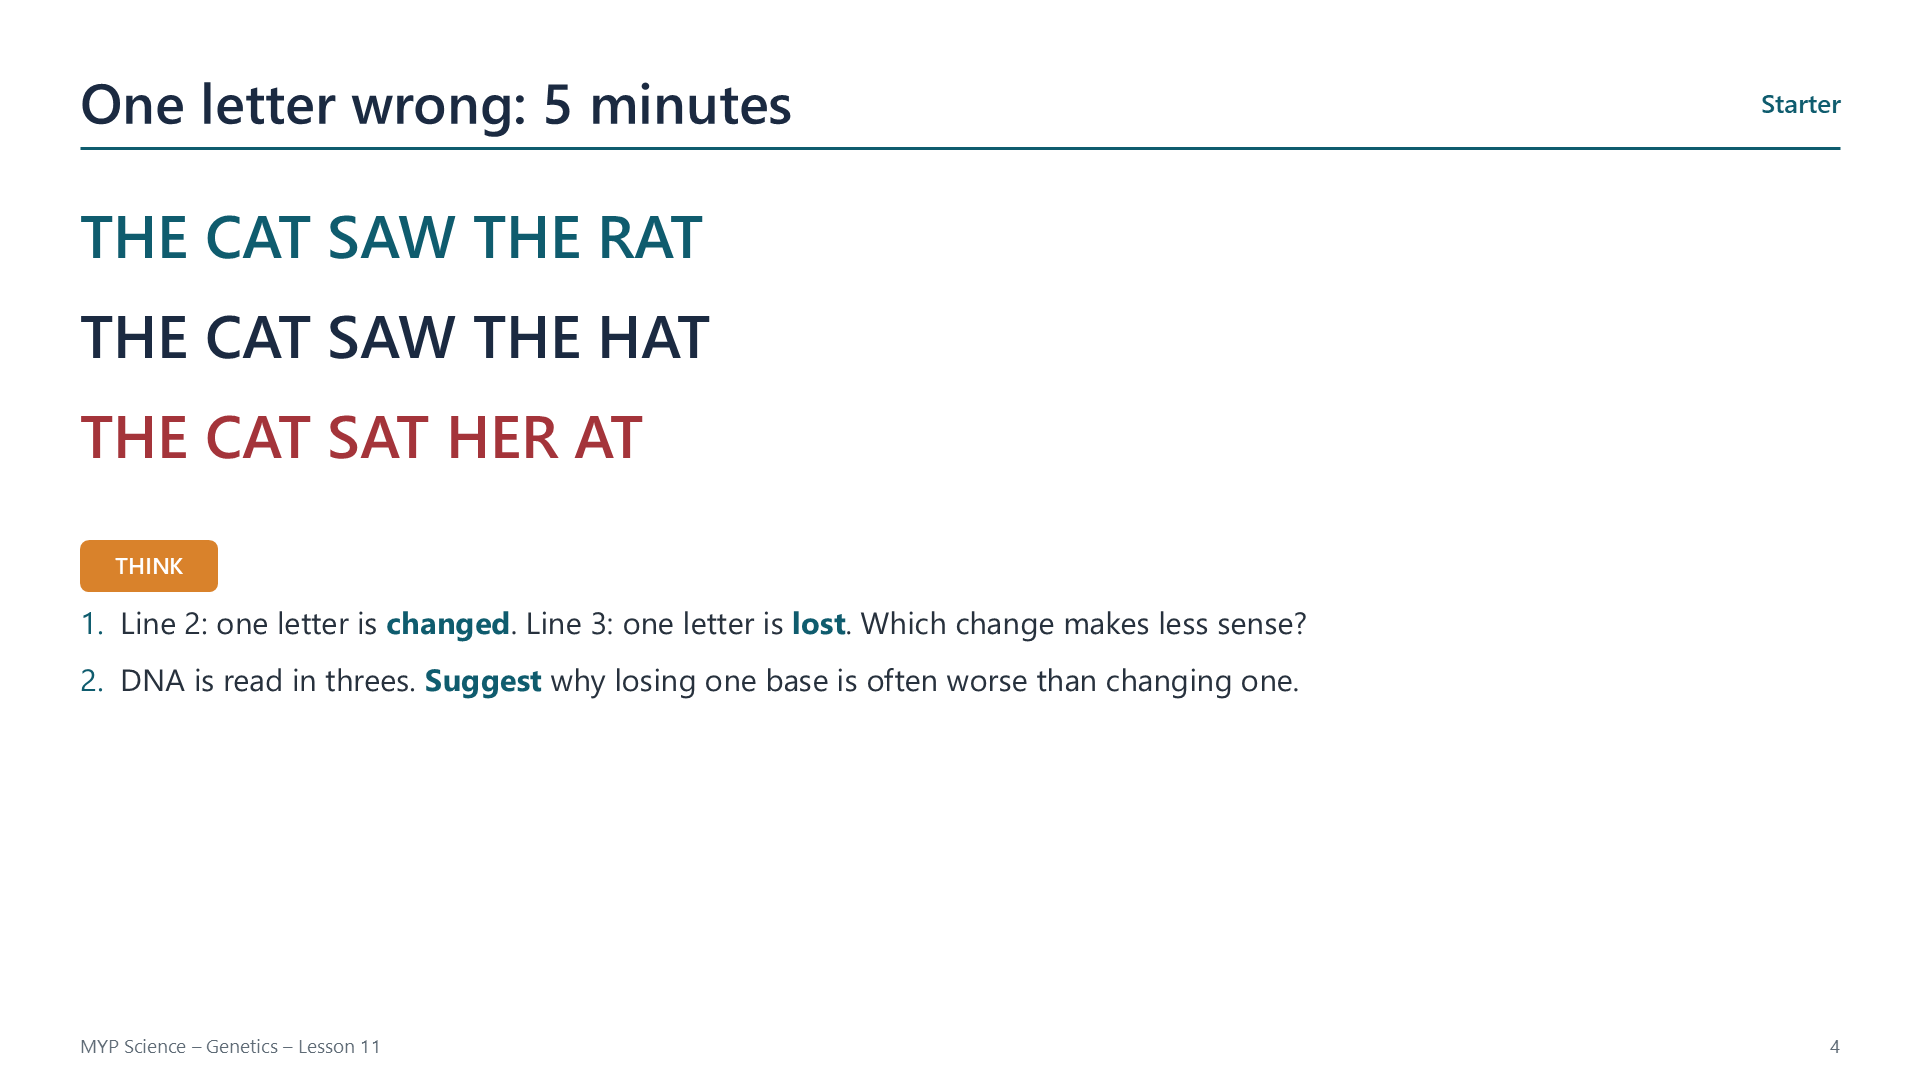 One letter wrong: 5 minutes
Starter
THE CAT SAW THE RAT
THE CAT SAW THE HAT
THE CAT SAT HER AT
THINK
1. Line 2: one letter is changed. Line 3: one letter is lost. Which change makes less sense?
2. DNA is read in threes. Suggest why losing one base is often worse than changing one.
MYP Science – Genetics – Lesson 11
4